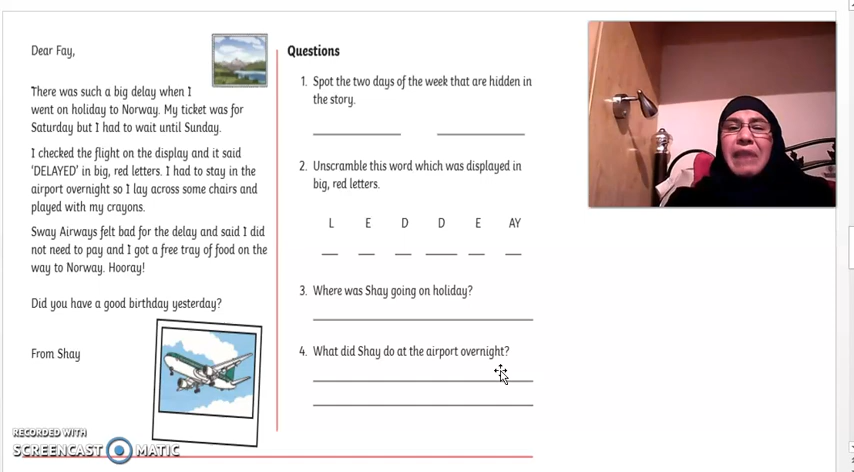 Dear Fay,
There was such a big delay when I
went on holiday to Norway. My ticket was for
Saturday but I had to wait until Sunday.
I checked the flight on the display and it said
‘DELAYED’ in big, red letters. I had to stay in the
airport overnight so I lay across some chairs and
played with my crayons.
Sway Airways felt bad for the delay and said I did
not need to pay and I got a free tray of food on the
way to Norway. Hooray!
Did you have a good birthday yesterday?
From Shay
Questions
1. Spot the two days of the week that are hidden in
the story.
2. Unscramble this word which was displayed in
big, red letters.
L E D D E AY
3. Where was Shay going on holiday?
4. What did Shay do at the airport overnight?
RECORDED WITH
SCREENCAST MATIC